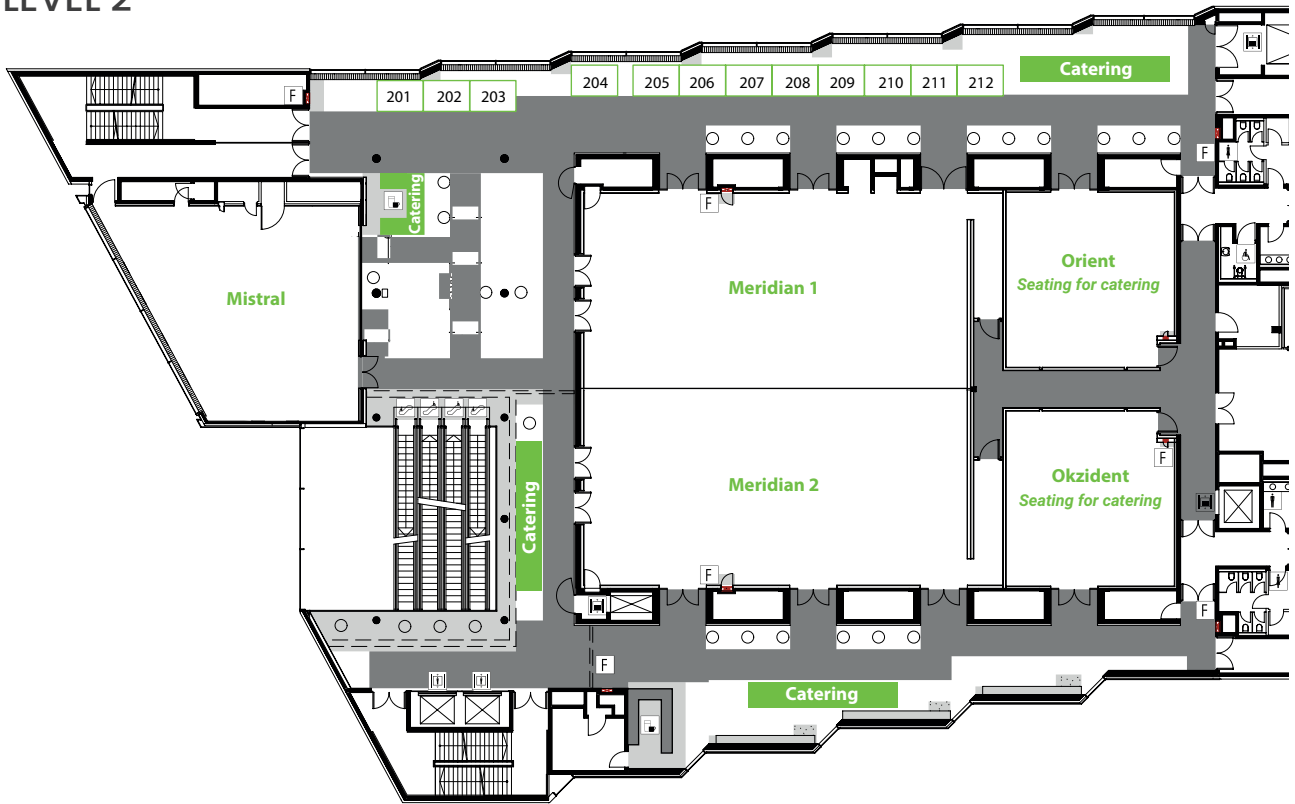 LEVEL 2
Catering
201 202 203 204 205 206 207 208 209 210 211 212
F
F
Catering
F
Mistral
Meridian 1
Orient
Seating for catering
Catering
Meridian 2
Okzident
Seating for catering
F
F
F
F
Catering